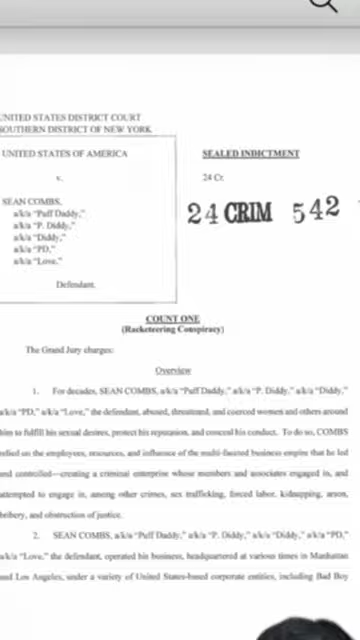 UNITED STATES DISTRICT COURT
SOUTHERN DISTRICT OF NEW YORK
UNITED STATES OF AMERICA
v.
SEAN COMBS,
a/k/a "Puff Daddy,"
a/k/a "P. Diddy,"
a/k/a "Diddy,"
a/k/a "PD,"
a/k/a "Love,"
Defendant.
SEALED INDICTMENT
24 Cr.
24 CRIM 542
COUNT ONE
(Racketeering Conspiracy)
The Grand Jury charges:
Overview
1. For decades, SEAN COMBS, a/k/a "Puff Daddy," a/k/a "P. Diddy," a/k/a "Diddy,"
a/k/a "PD," a/k/a "Love," the defendant, abused, threatened, and coerced women and others around
him to fulfill his sexual desires, protect his reputation, and conceal his conduct. To do so, COMBS
relied on the employees, resources, and influence of the multi-faceted business empire that he led
and controlled—creating a criminal enterprise whose members and associates engaged in, and
attempted to engage in, among other crimes, sex trafficking, forced labor, kidnapping, arson,
bribery, and obstruction of justice.
2. SEAN COMBS, a/k/a "Puff Daddy," a/k/a "P. Diddy," a/k/a "Diddy," a/k/a "PD,"
a/k/a "Love," the defendant, operated his business, headquartered at various times in Manhattan
and Los Angeles, under a variety of United States-based corporate entities, including Bad Boy